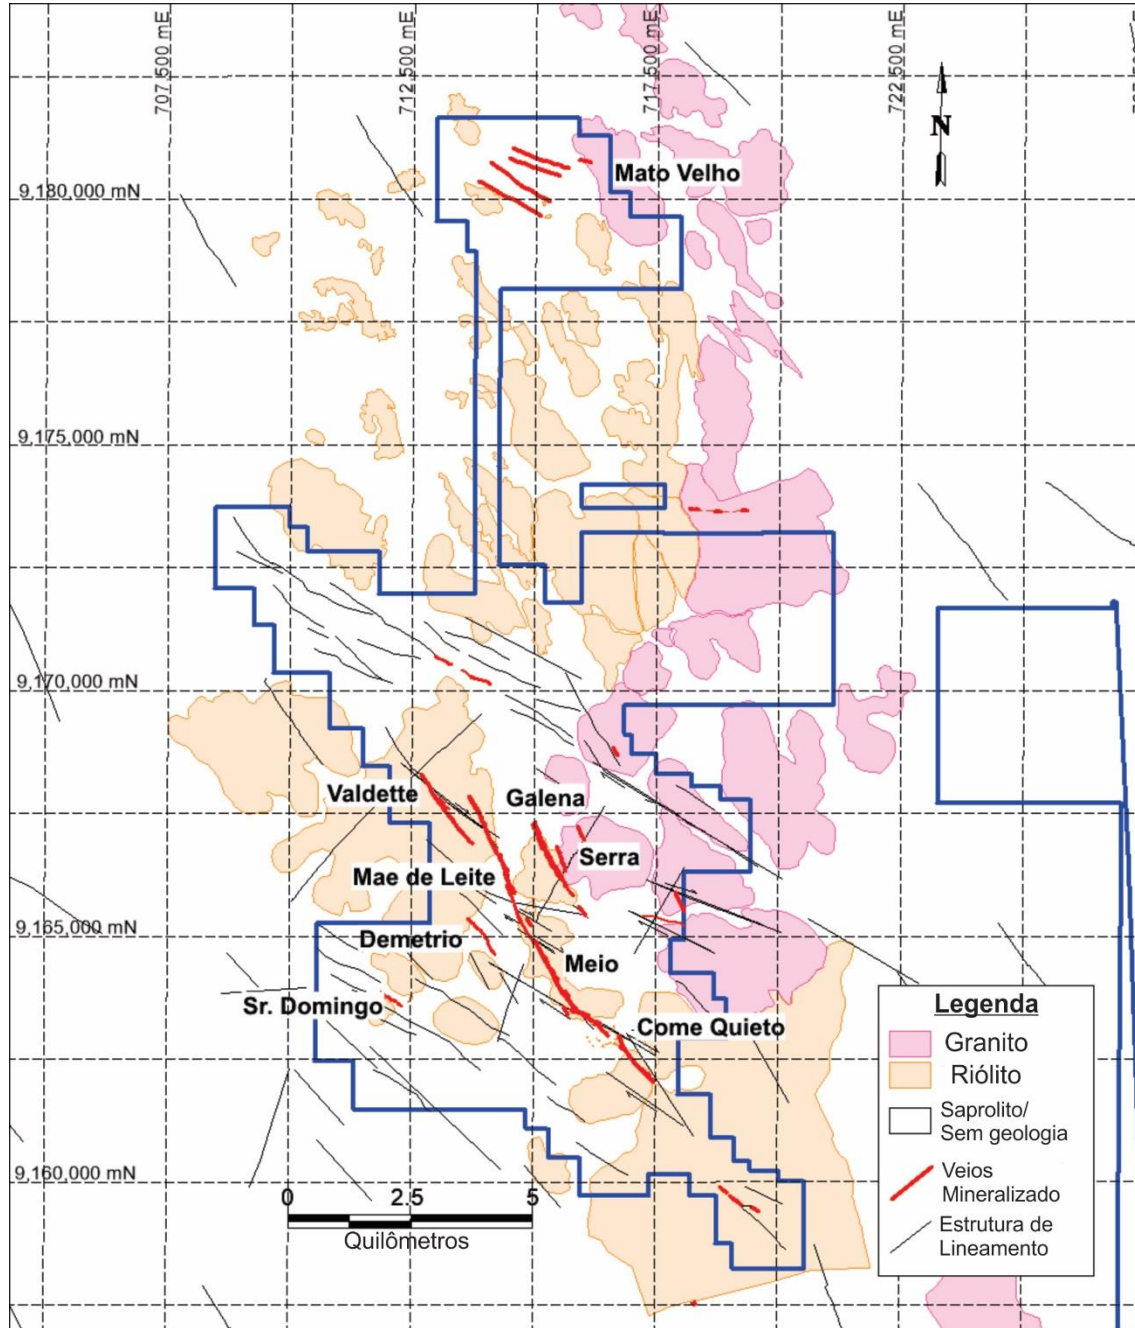 707,500 mE
712,500 mE
717,500 mE
722,500 mE
N
Mato Velho
9,180,000 mN
9,175,000 mN
9,170,000 mN
Valdette
Galena
Serra
Mae de Leite
9,165,000 mN
Demetrio
Meio
Sr. Domingo
Come Quieto
9,160,000 mN
0
2.5
5
Quilômetros
Legenda
Granito
Riólito
Saprolito/
Sem geologia
Veios
Mineralizado
Estrutura de
Lineamento